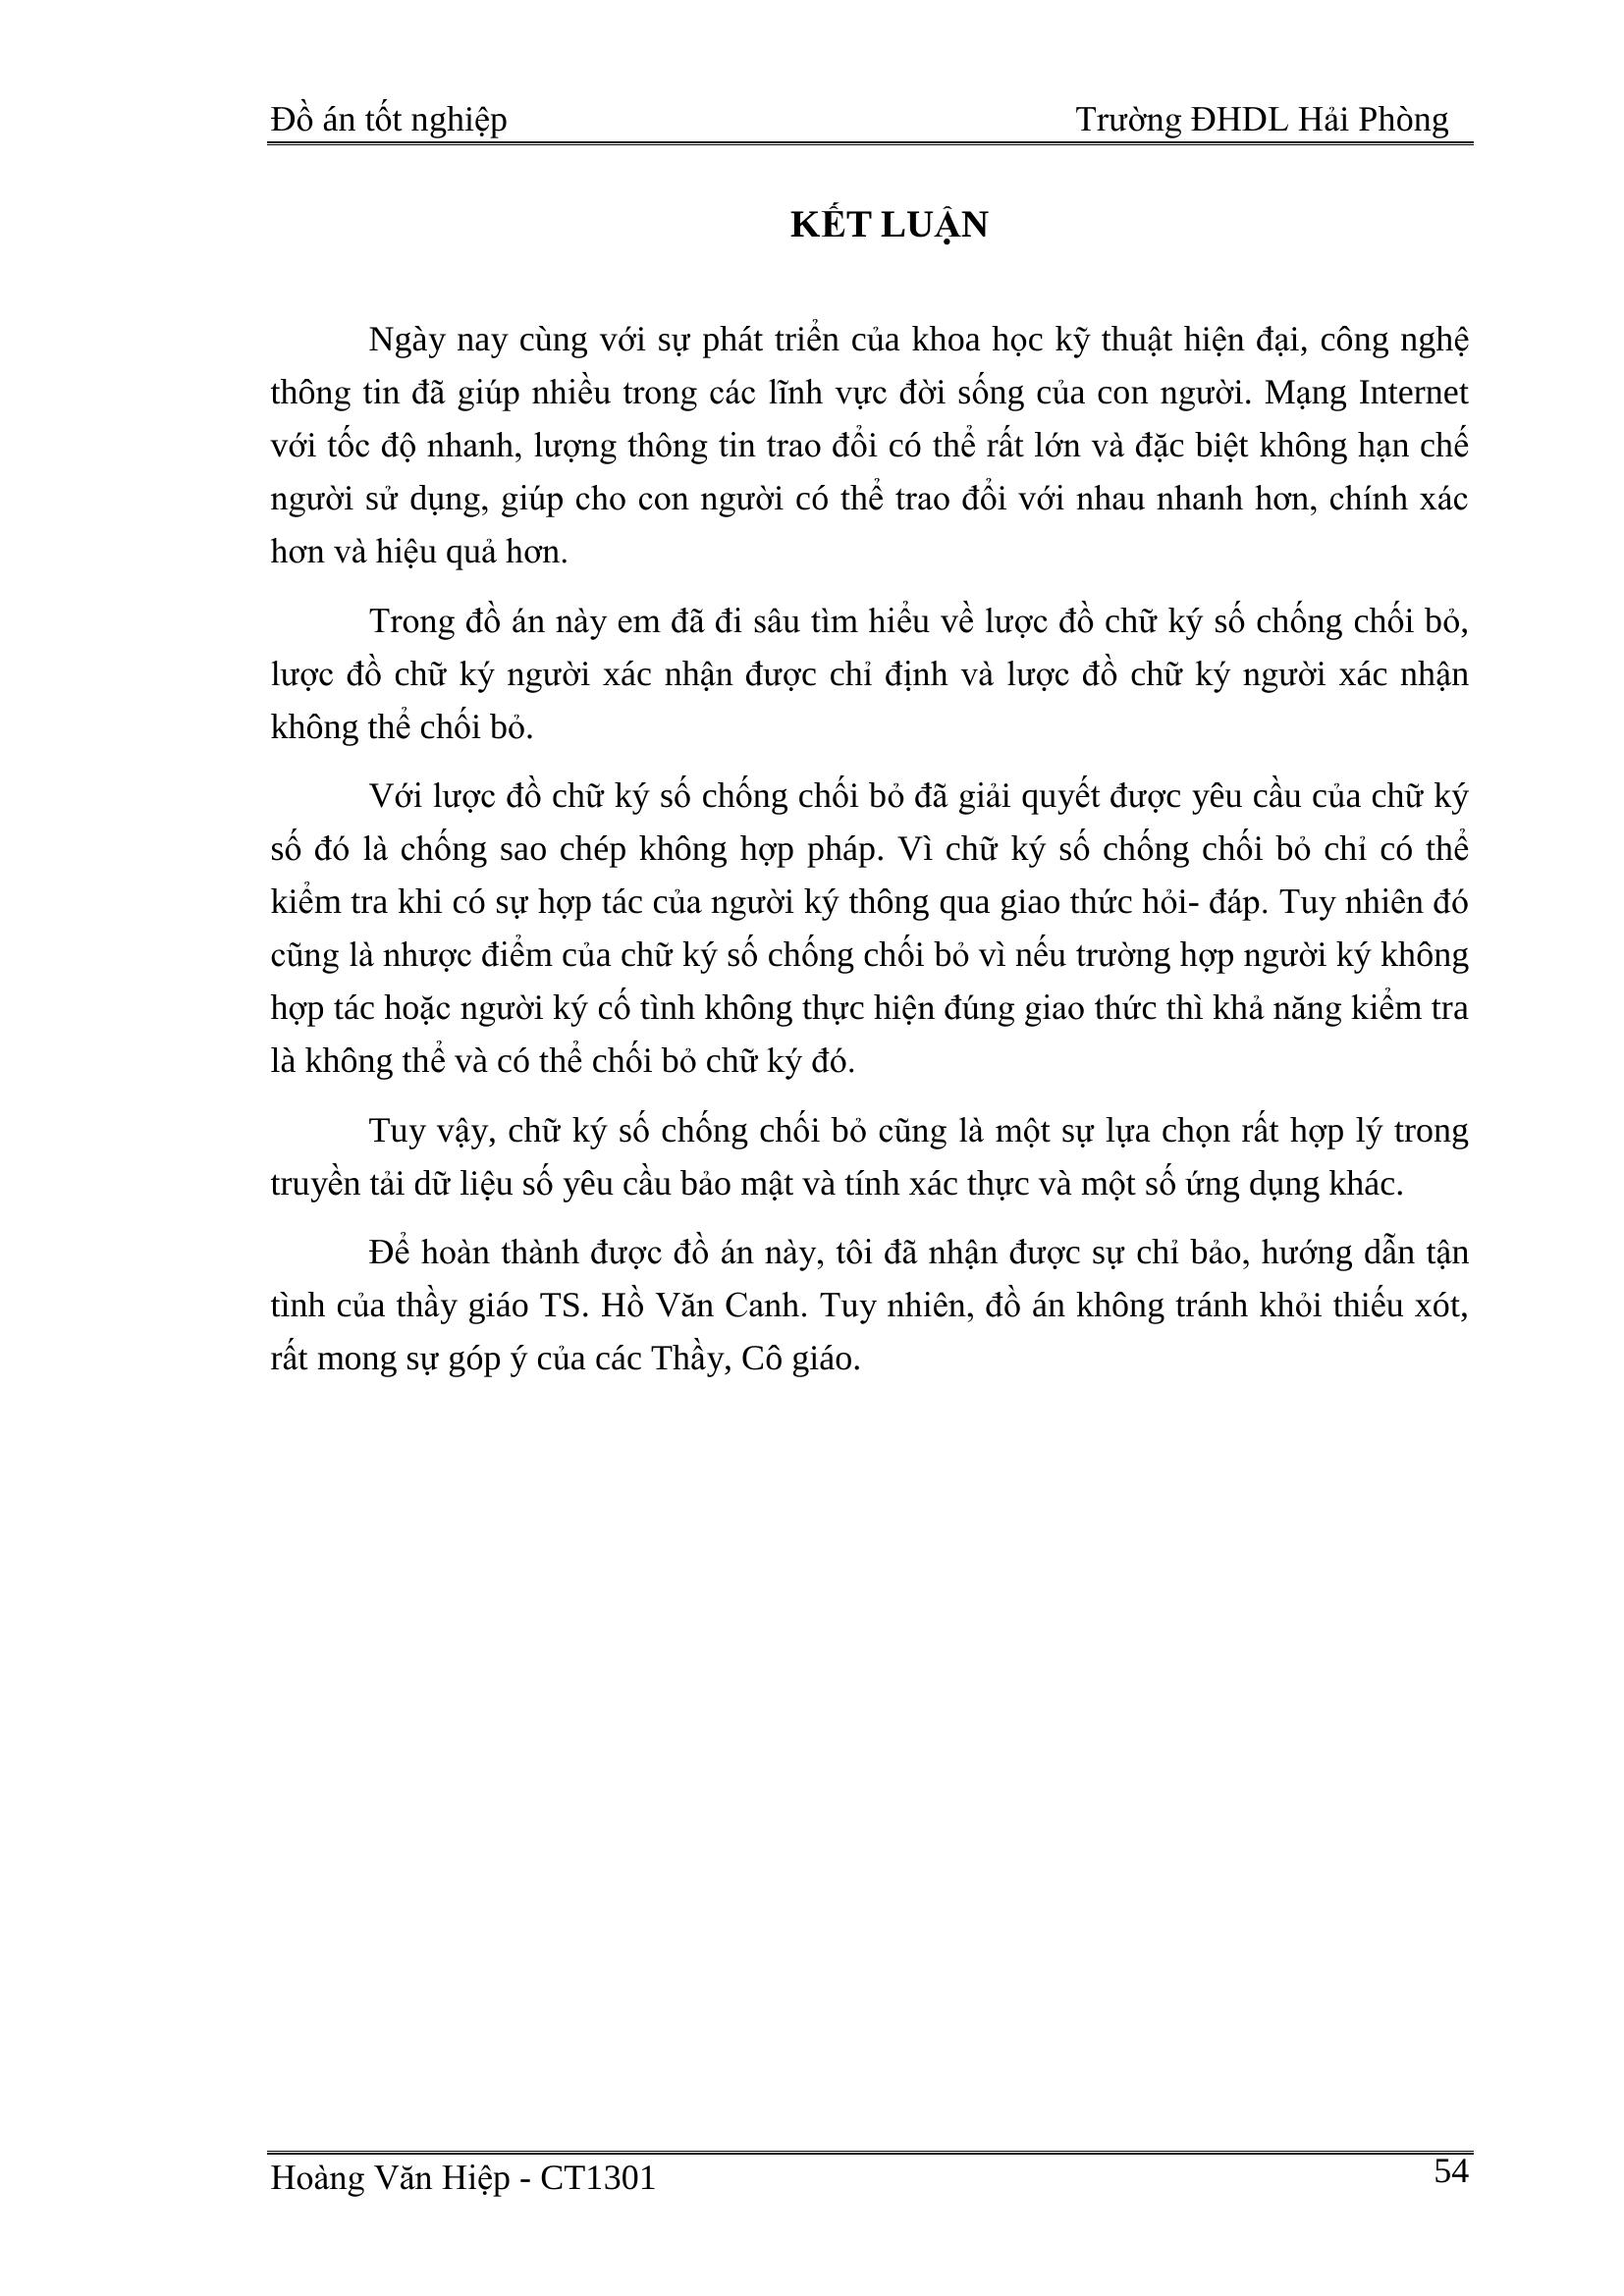 Đồ án tốt nghiệp Trường ĐHDL Hải Phòng
KẾT LUẬN
Ngày nay cùng với sự phát triển của khoa học kỹ thuật hiện đại, công nghệ
thông tin đã giúp nhiều trong các lĩnh vực đời sống của con người. Mạng Internet
với tốc độ nhanh, lượng thông tin trao đổi có thể rất lớn và đặc biệt không hạn chế
người sử dụng, giúp cho con người có thể trao đổi với nhau nhanh hơn, chính xác
hơn và hiệu quả hơn.
Trong đồ án này em đã đi sâu tìm hiểu về lược đồ chữ ký số chống chối bỏ,
lược đồ chữ ký người xác nhận được chỉ định và lược đồ chữ ký người xác nhận
không thể chối bỏ.
Với lược đồ chữ ký số chống chối bỏ đã giải quyết được yêu cầu của chữ ký
số đó là chống sao chép không hợp pháp. Vì chữ ký số chống chối bỏ chỉ có thể
kiểm tra khi có sự hợp tác của người ký thông qua giao thức hỏi- đáp. Tuy nhiên đó
cũng là nhược điểm của chữ ký số chống chối bỏ vì nếu trường hợp người ký không
hợp tác hoặc người ký cố tình không thực hiện đúng giao thức thì khả năng kiểm tra
là không thể và có thể chối bỏ chữ ký đó.
Tuy vậy, chữ ký số chống chối bỏ cũng là một sự lựa chọn rất hợp lý trong
truyền tải dữ liệu số yêu cầu bảo mật và tính xác thực và một số ứng dụng khác.
Để hoàn thành được đồ án này, tôi đã nhận được sự chỉ bảo, hướng dẫn tận
tình của thầy giáo TS. Hồ Văn Canh. Tuy nhiên, đồ án không tránh khỏi thiếu xót,
rất mong sự góp ý của các Thầy, Cô giáo.
Hoàng Văn Hiệp - CT1301 54